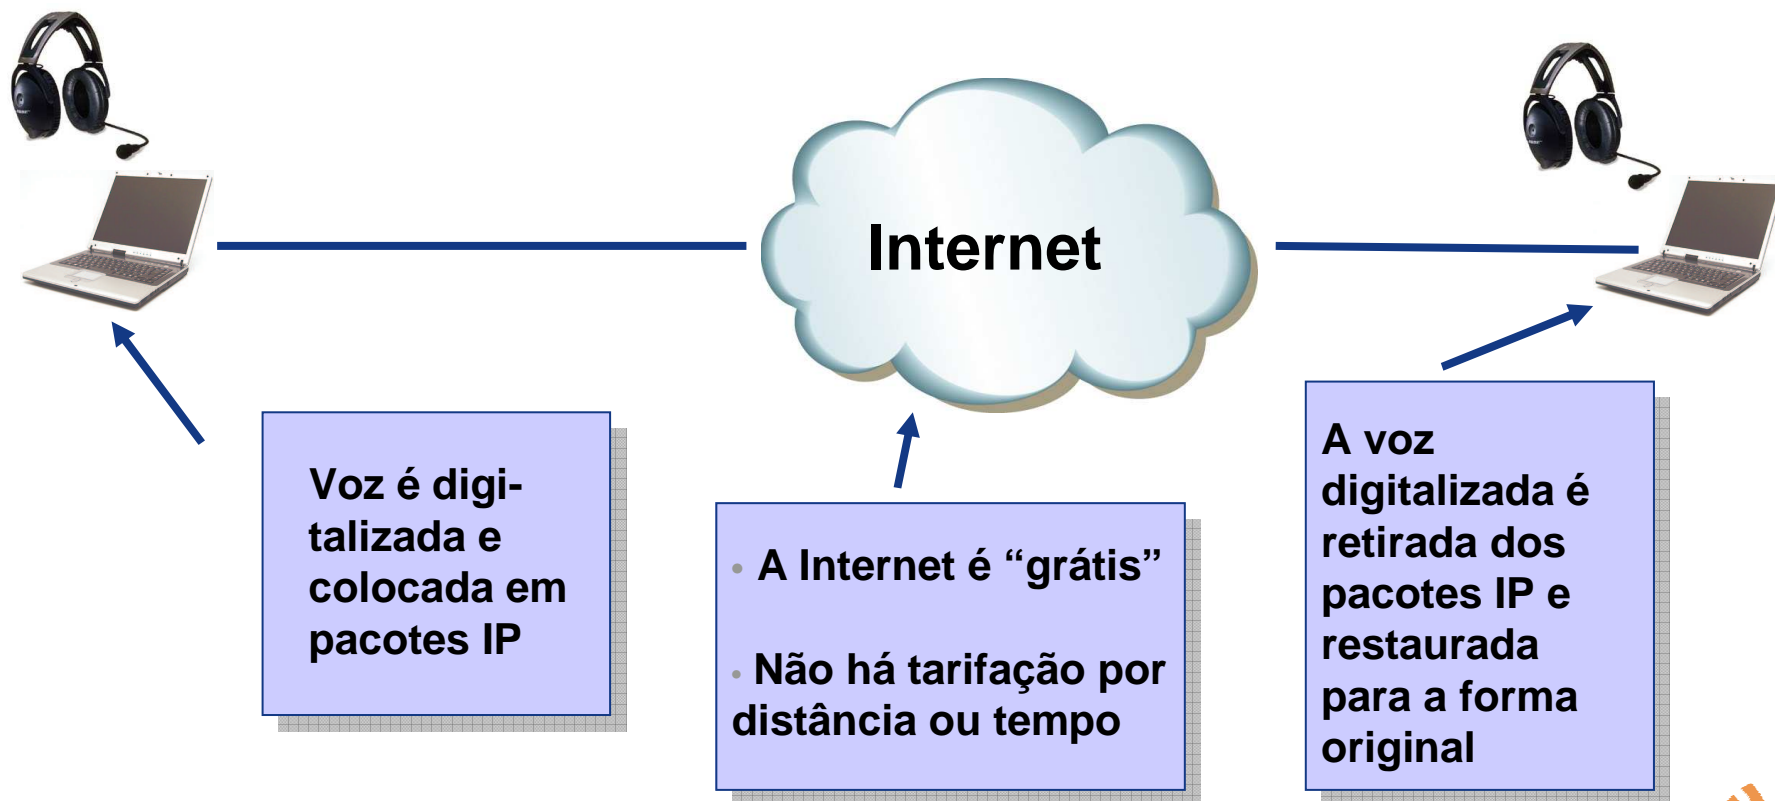 Internet
Voz é digi-
talizada e
colocada em
pacotes IP
• A Internet é “grátis”
• Não há tarifação por
distância ou tempo
A voz
digitalizada é
retirada dos
pacotes IP e
restaurada
para a forma
original